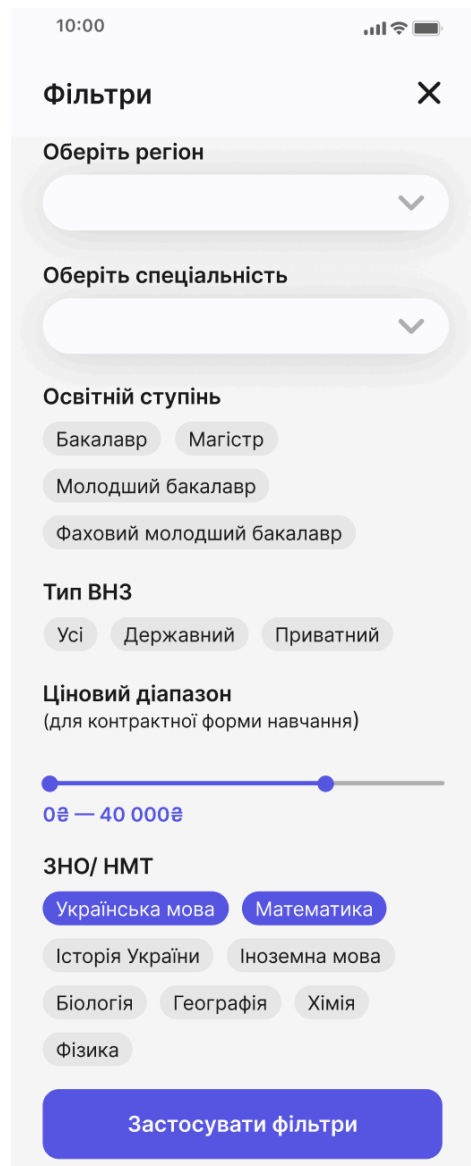 10:00
Фільтри
Оберіть регіон
Оберіть спеціальність
Освітній ступінь
Бакалавр Магістр
Молодший бакалавр
Фаховий молодший бакалавр
Тип ВНЗ
Усі Державний Приватний
Ціновий діапазон
(для контрактної форми навчання)
0₴ — 40 000₴
ЗНО/ НМТ
Українська мова Математика
Історія України Іноземна мова
Біологія Географія Хімія
Фізика
Застосувати фільтри